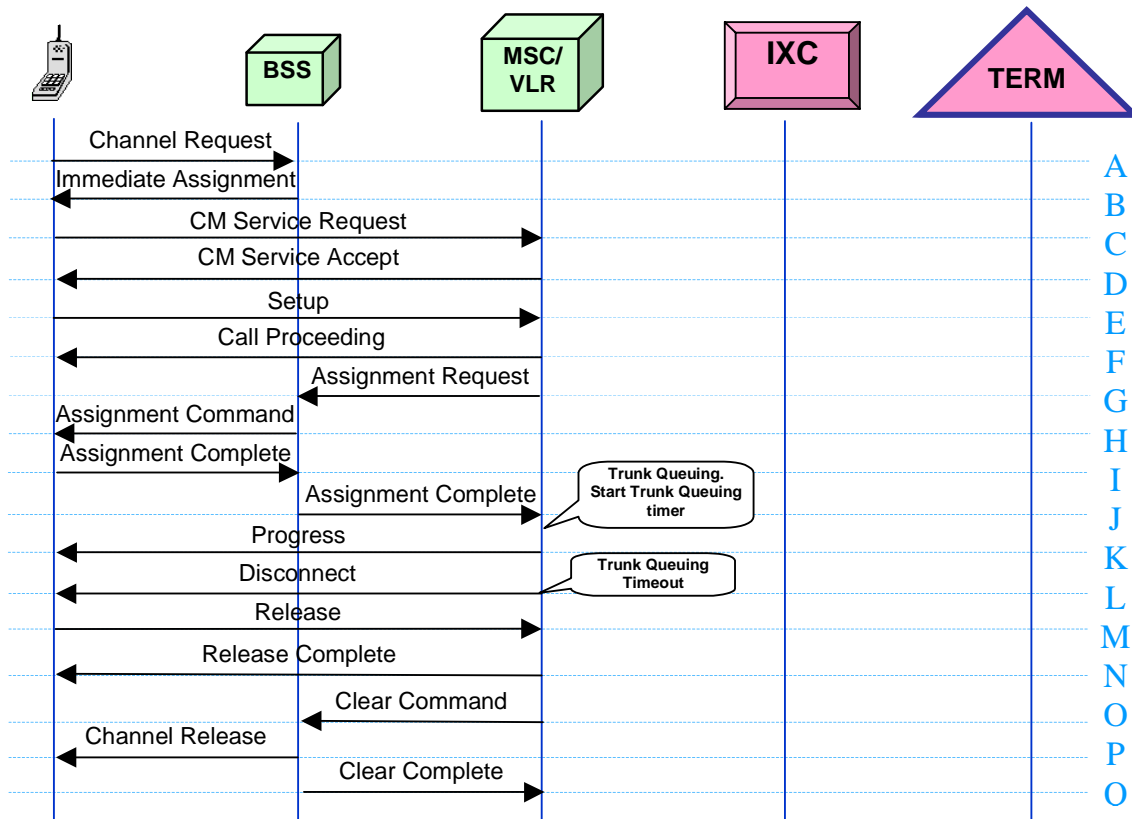 BSS
MSC/
VLR
IXC
TERM
Channel Request
A
Immediate Assignment
B
CM Service Request
C
CM Service Accept
D
Setup
E
Call Proceeding
F
Assignment Request
G
Assignment Command
H
Assignment Complete
I
Trunk Queuing.
Start Trunk Queuing
timer
Assignment Complete
J
Progress
K
Trunk Queuing
Timeout
Disconnect
L
Release
M
Release Complete
N
Clear Command
O
Channel Release
P
Clear Complete
O